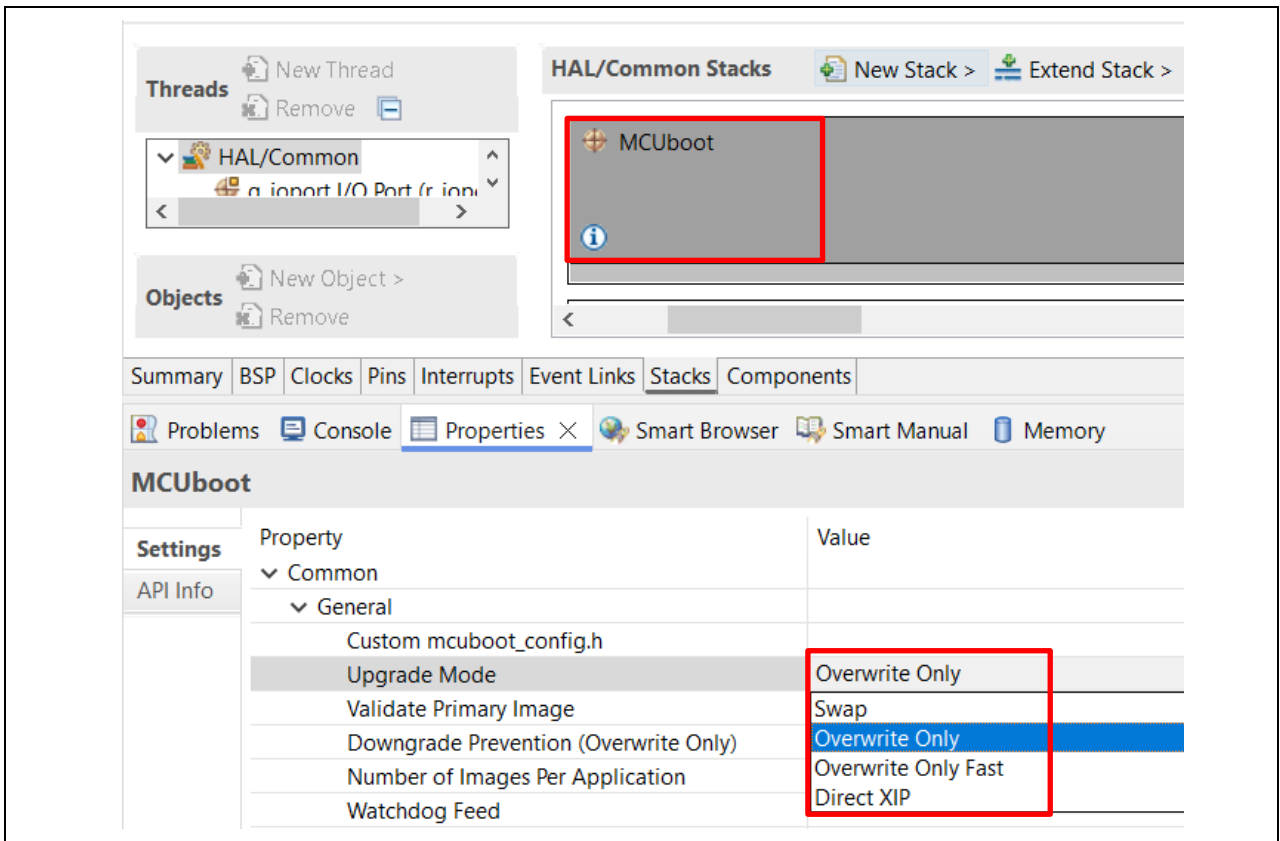 Threads
New Thread
Remove
HAL/Common
g_ioport I/O Port (r_iop
Objects
New Object >
Remove
HAL/Common Stacks
New Stack >
Extend Stack >
MCUboot
Summary BSP Clocks Pins Interrupts Event Links Stacks Components
Problems Console Properties Smart Browser Smart Manual Memory
MCUboot
Settings
API Info
Property Value
Common
General
Custom mcuboot_config.h
Upgrade Mode Overwrite Only
Validate Primary Image Swap
Downgrade Prevention (Overwrite Only) Overwrite Only
Number of Images Per Application Overwrite Only Fast
Watchdog Feed Direct XIP